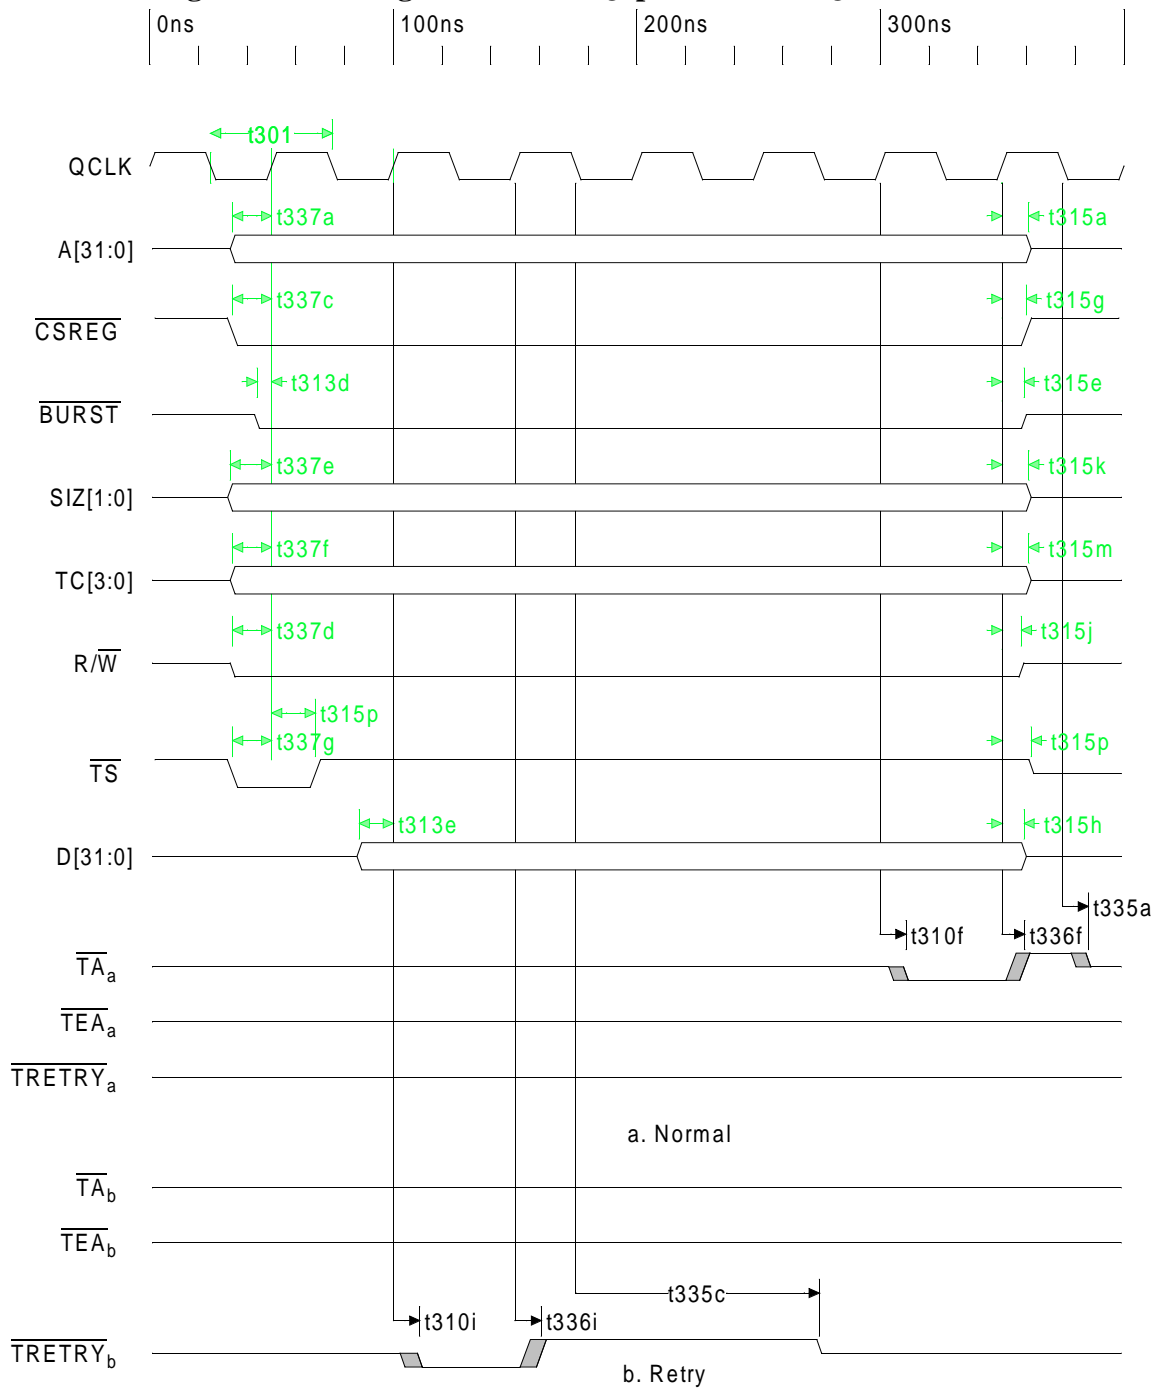 0ns 100ns 200ns 300ns
t301
QCLK
t337a t315a
A[31:0]
t337c t315g
CSREG
t313d t315e
BURST
t337e t315k
SIZ[1:0]
t337f t315m
TC[3:0]
t337d t315j
R/W
t315p
t337g t315p
TS
t313e t315h
D[31:0]
t335a
t310f t336f
TAa
TEAa
TRETRYa
a. Normal
TAb
TEAb
t335c
t310i t336i
TRETRYb
b. Retry